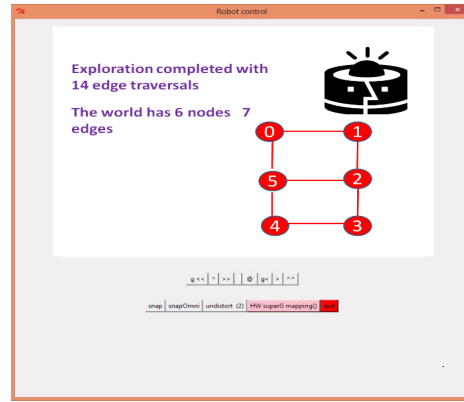 Robot control
Exploration completed with
14 edge traversals
The world has 6 nodes 7
edges
0 1
5 2
4 3
g << ^ >> @ g< > ^^
snap snapOmni undistort (2) HW superG mapping() quit